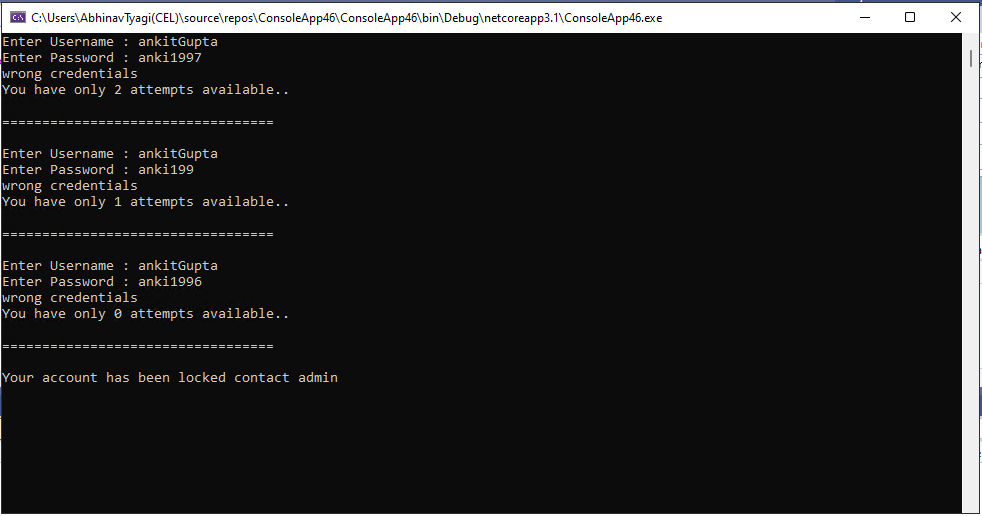 C:\Users\AbhinavTyagi(CEL)\source\repos\ConsoleApp46\ConsoleApp46\bin\Debug\netcoreapp3.1\ConsoleApp46.exe
Enter Username : ankitGupta
Enter Password : anki1997
wrong credentials
You have only 2 attempts available..
==================================
Enter Username : ankitGupta
Enter Password : anki199
wrong credentials
You have only 1 attempts available..
==================================
Enter Username : ankitGupta
Enter Password : anki1996
wrong credentials
You have only 0 attempts available..
==================================
Your account has been locked contact admin